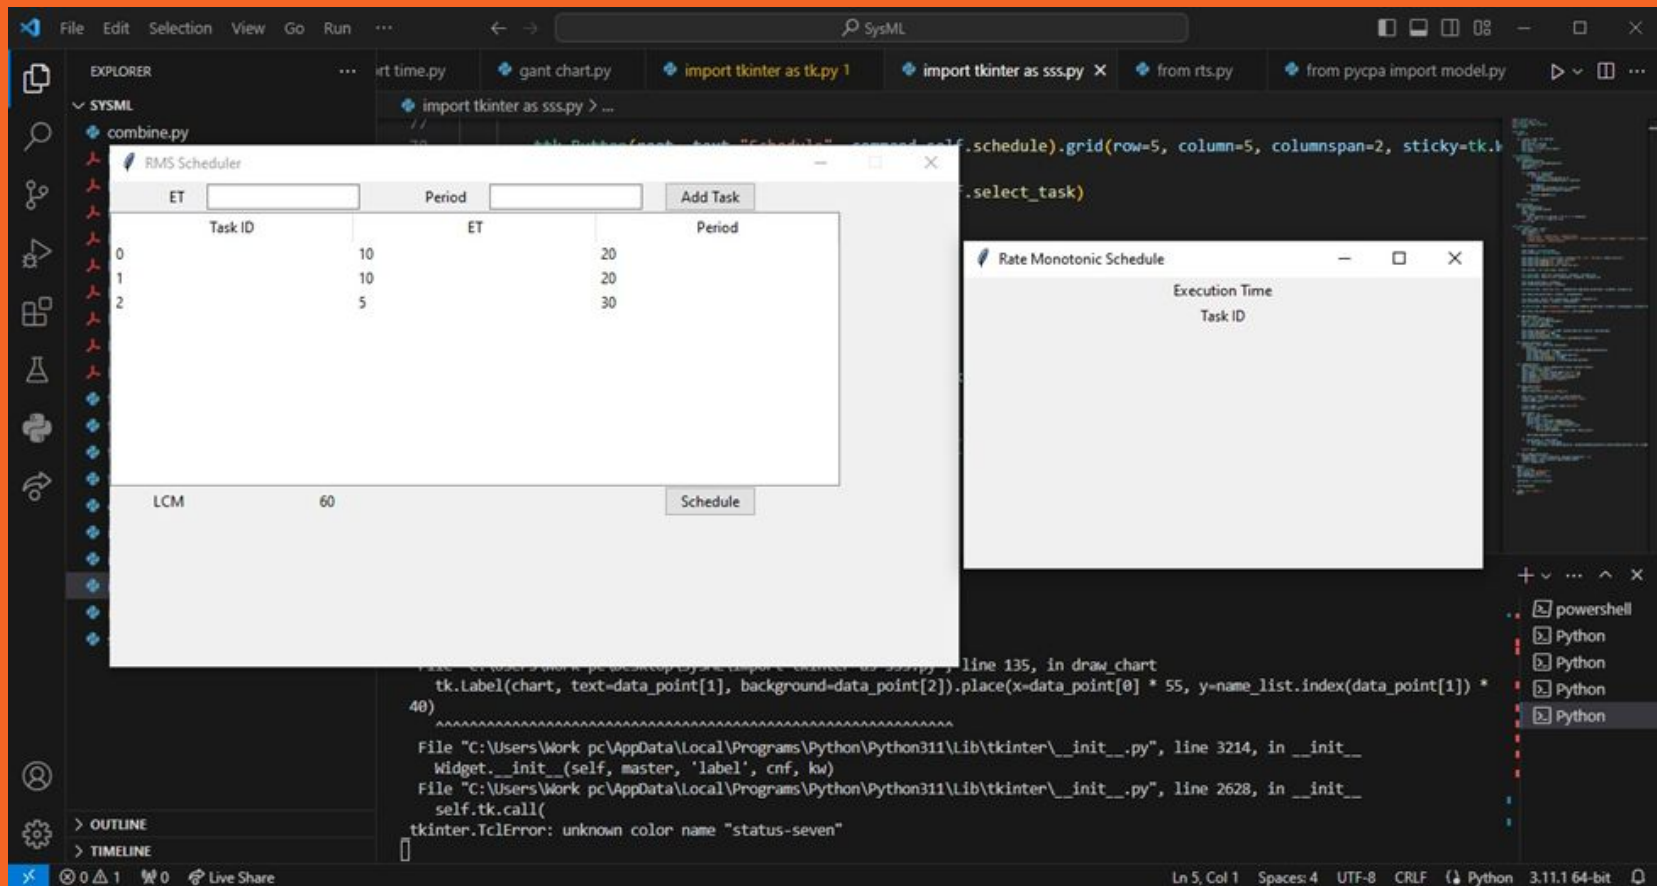 File Edit Selection View Go Run ... SysML
EXPLORER ...
rt time.py gant chart.py import tkinter as tk.py 1 import tkinter as sss.py from rts.py from pycpa import model.py ...
SYSML
import tkinter as sss.py > ...
combine.py
.schedule).grid(row=5, column=5, columnspan=2, sticky=tk.
.select_task)
RMS Scheduler
ET Period Add Task
Task ID ET Period
0 10 20
1 10 20
2 5 30
LCM 60 Schedule
Rate Monotonic Schedule
Execution Time
Task ID
powershell
Python
Python
Python
Python
line 135, in draw_chart
tk.Label(chart, text=data_point[1], background=data_point[2]).place(x=data_point[0] * 55, y=name_list.index(data_point[1]) *
40)
^^^^^^^^^^^^^^^^^^^^^^^^^^^^^^^^^^^^^^^^^^^^^^^^^^^^^^^^^^^^^
File "C:\Users\Work pc\AppData\Local\Programs\Python\Python311\Lib\tkinter\__init__.py", line 3214, in __init__
Widget.__init__(self, master, 'label', cnf, kw)
File "C:\Users\Work pc\AppData\Local\Programs\Python\Python311\Lib\tkinter\__init__.py", line 2628, in __init__
self.tk.call(
_tkinter.TclError: unknown color name "status-seven"
OUTLINE
TIMELINE
0 1 0 Live Share Ln 5, Col 1 Spaces: 4 UTF-8 CRLF Python 3.11.1 64-bit